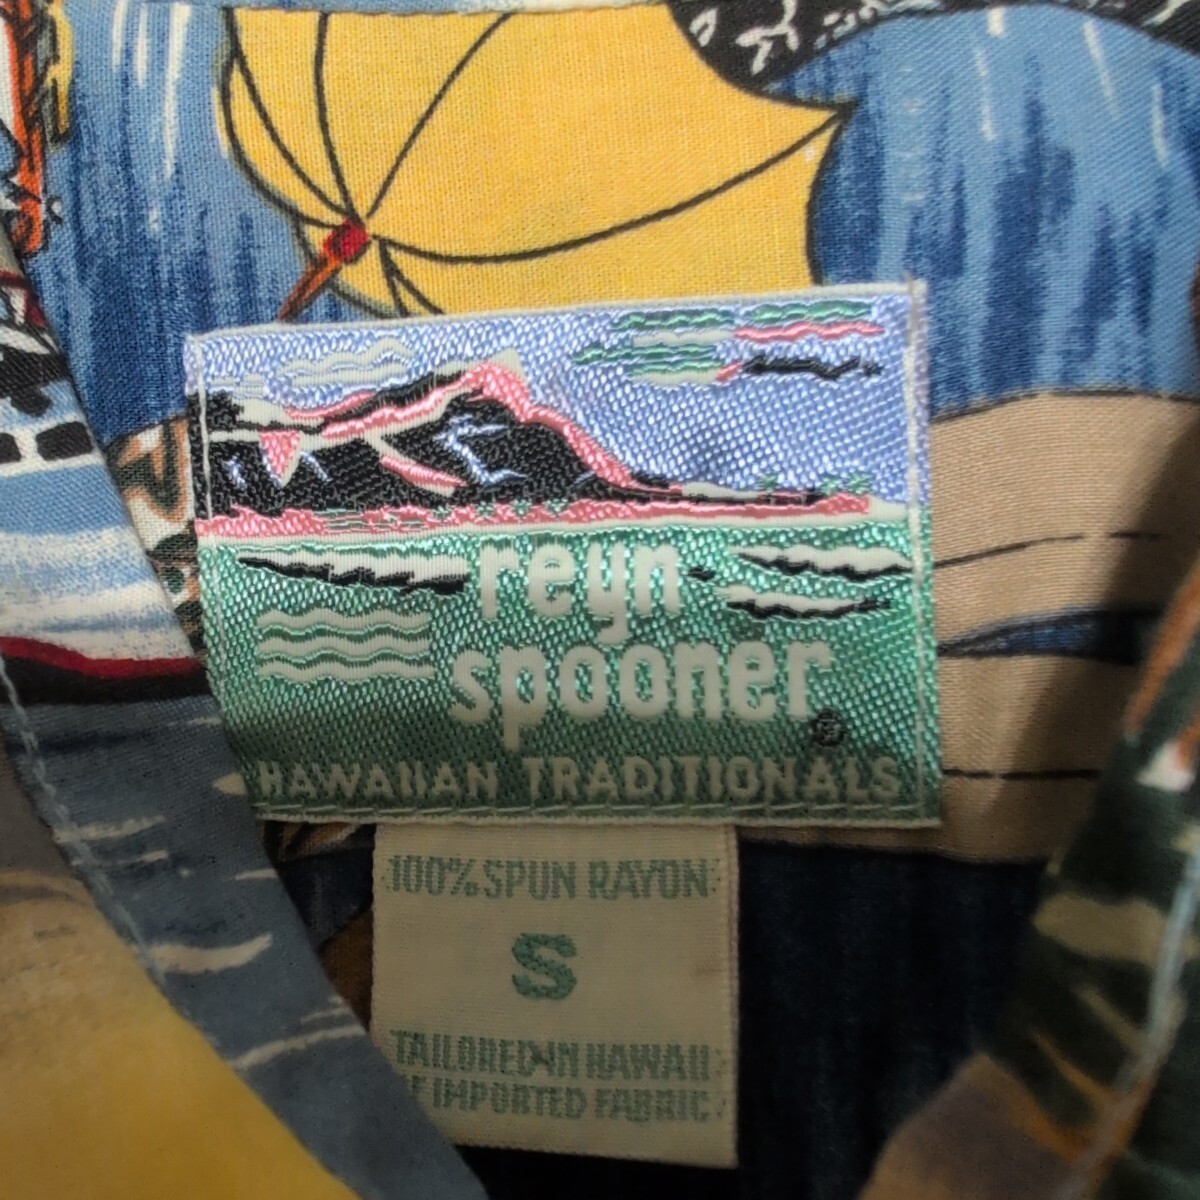 reyn
spooner®
HAWAIIAN TRADITIONALS
100% SPUN RAYON
S
TAILORED IN HAWAII
OF IMPORTED FABRIC